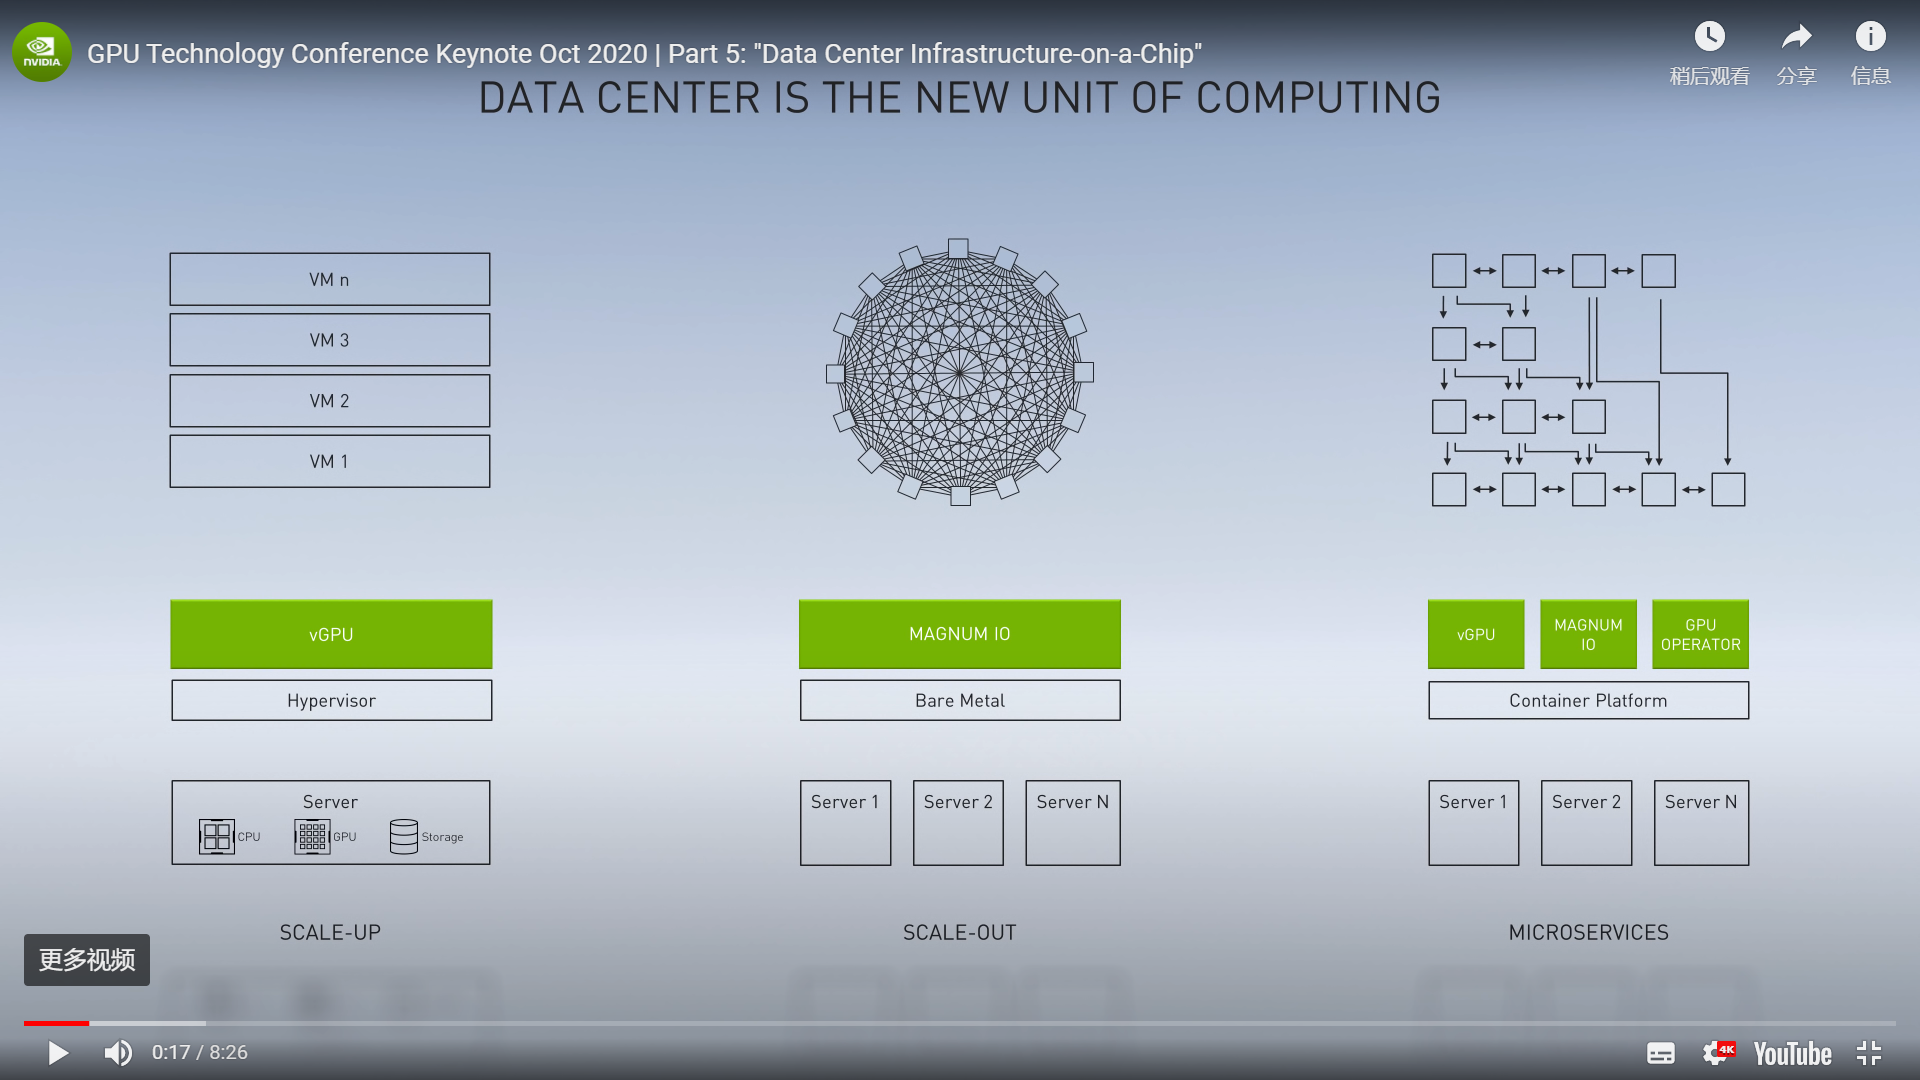 NVIDIA.
GPU Technology Conference Keynote Oct 2020 | Part 5: "Data Center Infrastructure-on-a-Chip"
稍后观看
分享
信息
DATA CENTER IS THE NEW UNIT OF COMPUTING
VM n
VM 3
VM 2
VM 1
vGPU
Hypervisor
Server
CPU
GPU
Storage
SCALE-UP
MAGNUM IO
Bare Metal
Server 1
Server 2
Server N
SCALE-OUT
vGPU
MAGNUM
IO
GPU
OPERATOR
Container Platform
Server 1
Server 2
Server N
MICROSERVICES
更多视频
0:17 / 8:26
4K
YouTube